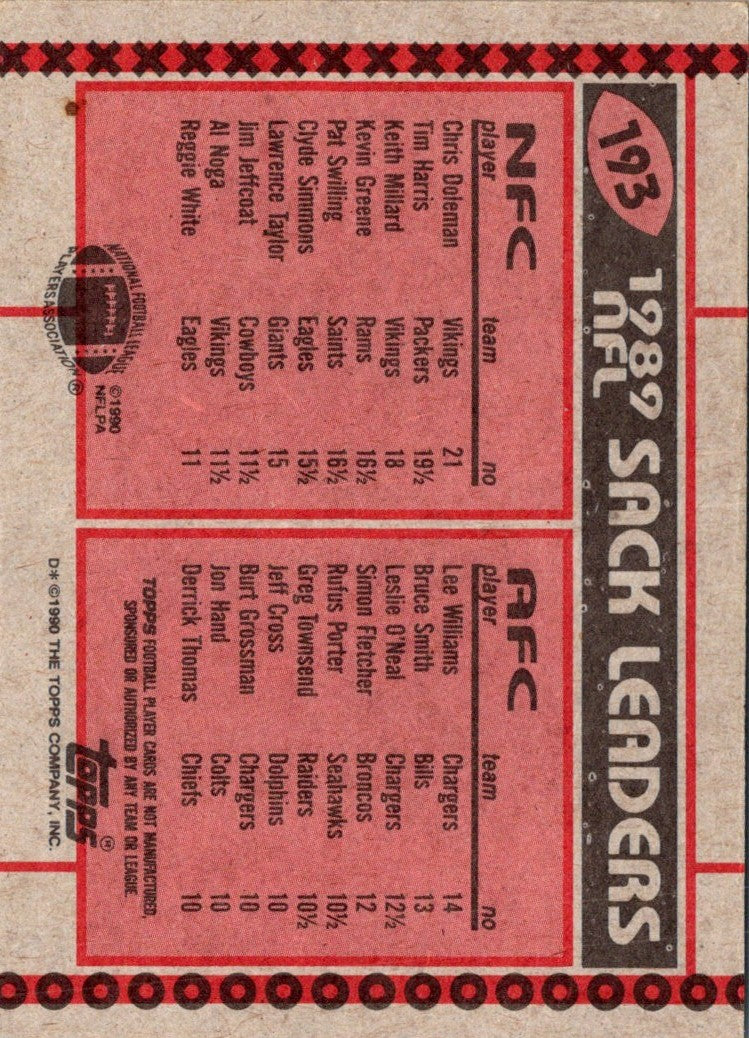 193
1989 SACK LEADERS
NFL
NFC
player team no
Chris Doleman Vikings 21
Tim Harris Packers 19½
Keith Millard Vikings 18
Kevin Greene Rams 16½
Pat Swilling Saints 16½
Clyde Simmons Eagles 15½
Lawrence Taylor Giants 15
Jim Jeffcoat Cowboys 11½
Al Noga Vikings 11½
Reggie White Eagles 11
NATIONAL FOOTBALL LEAGUE
PLAYERS ASSOCIATION ®
©1990
NFLPA
AFC
player team no
Lee Williams Chargers 14
Bruce Smith Bills 13
Leslie O'Neal Chargers 12½
Simon Fletcher Broncos 12
Rufus Porter Seahawks 10½
Greg Townsend Raiders 10½
Jeff Cross Dolphins 10
Burt Grossman Chargers 10
Jon Hand Colts 10
Derrick Thomas Chiefs 10
TOPPS FOOTBALL PLAYER CARDS ARE NOT MANUFACTURED,
SPONSORED OR AUTHORIZED BY ANY TEAM OR LEAGUE.
topps®
D* ©1990 THE TOPPS COMPANY, INC.